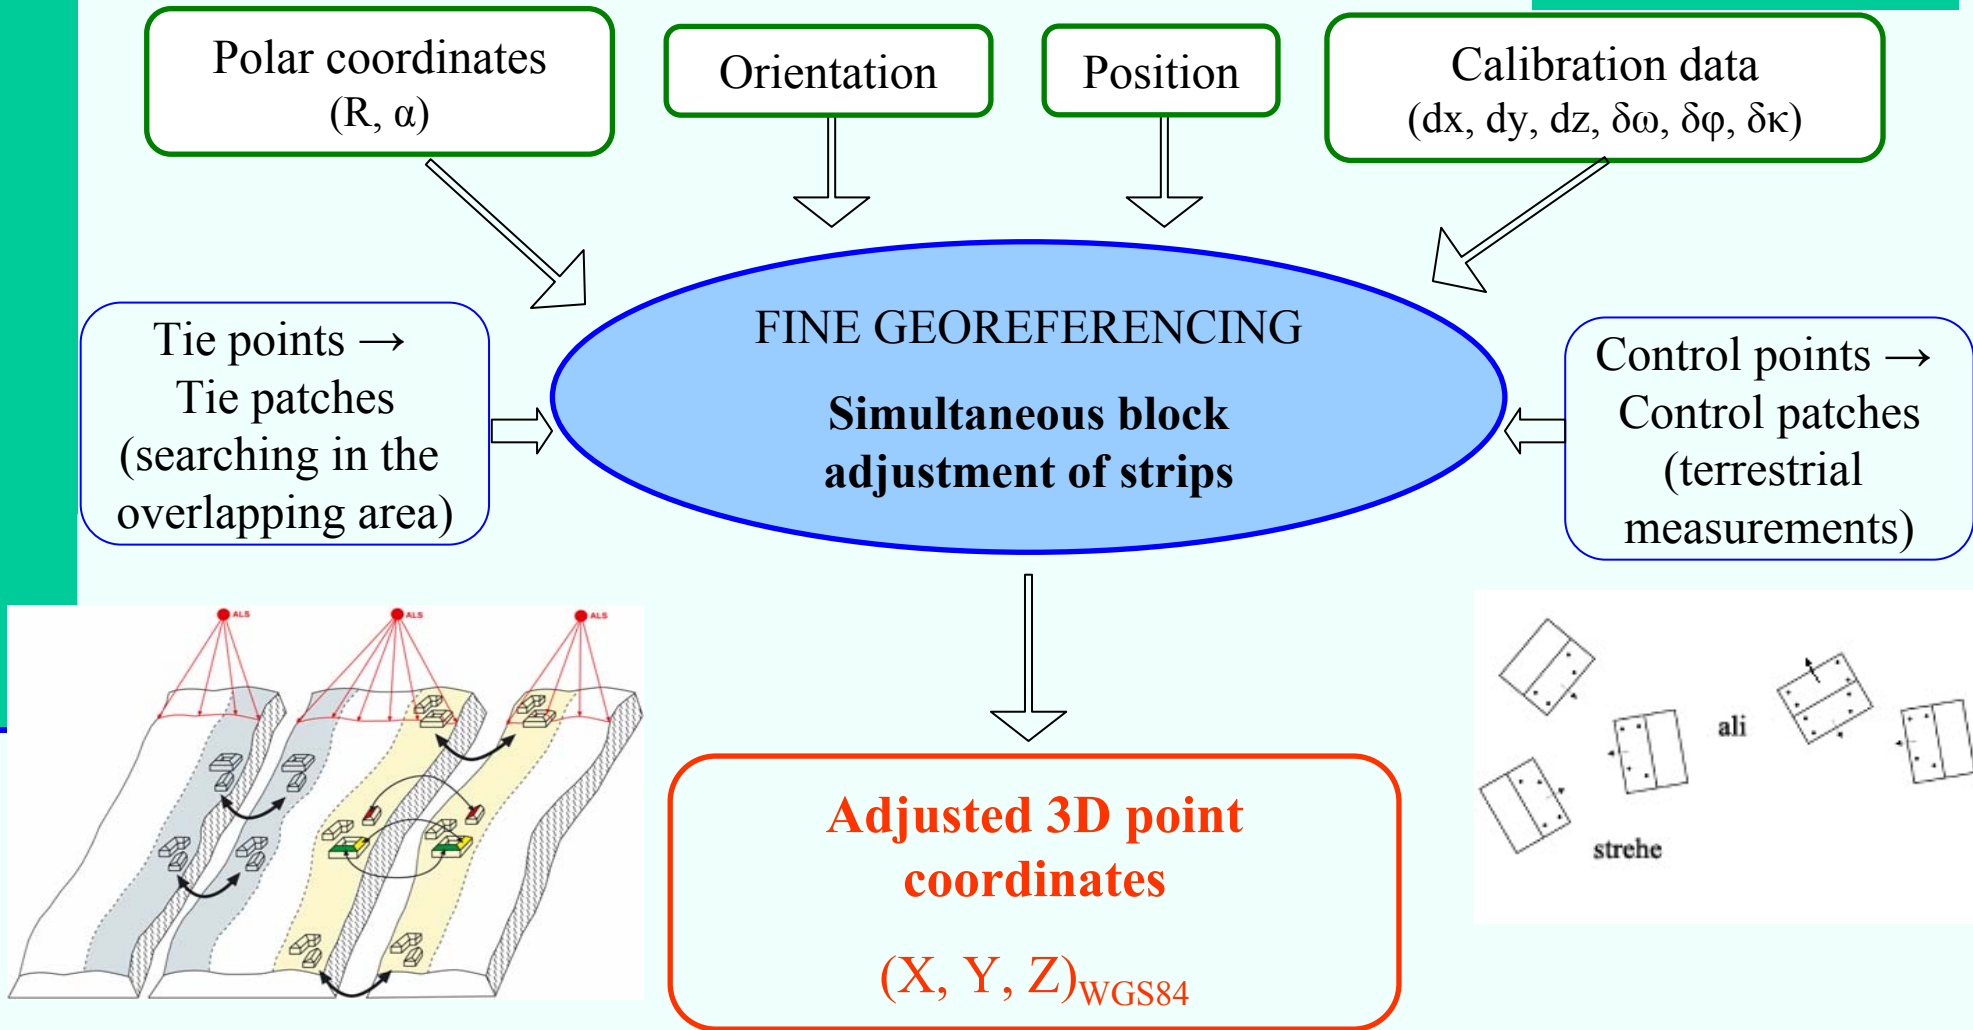 Polar coordinates
(R, α)
Orientation
Position
Calibration data
(dx, dy, dz, δω, δφ, δκ)
Tie points →
Tie patches
(searching in the
overlapping area)
FINE GEOREFERENCING
Simultaneous block
adjustment of strips
Control points →
Control patches
(terrestrial
measurements)
ALS
ALS
ALS
ali
strehe
Adjusted 3D point
coordinates
(X, Y, Z)WGS84